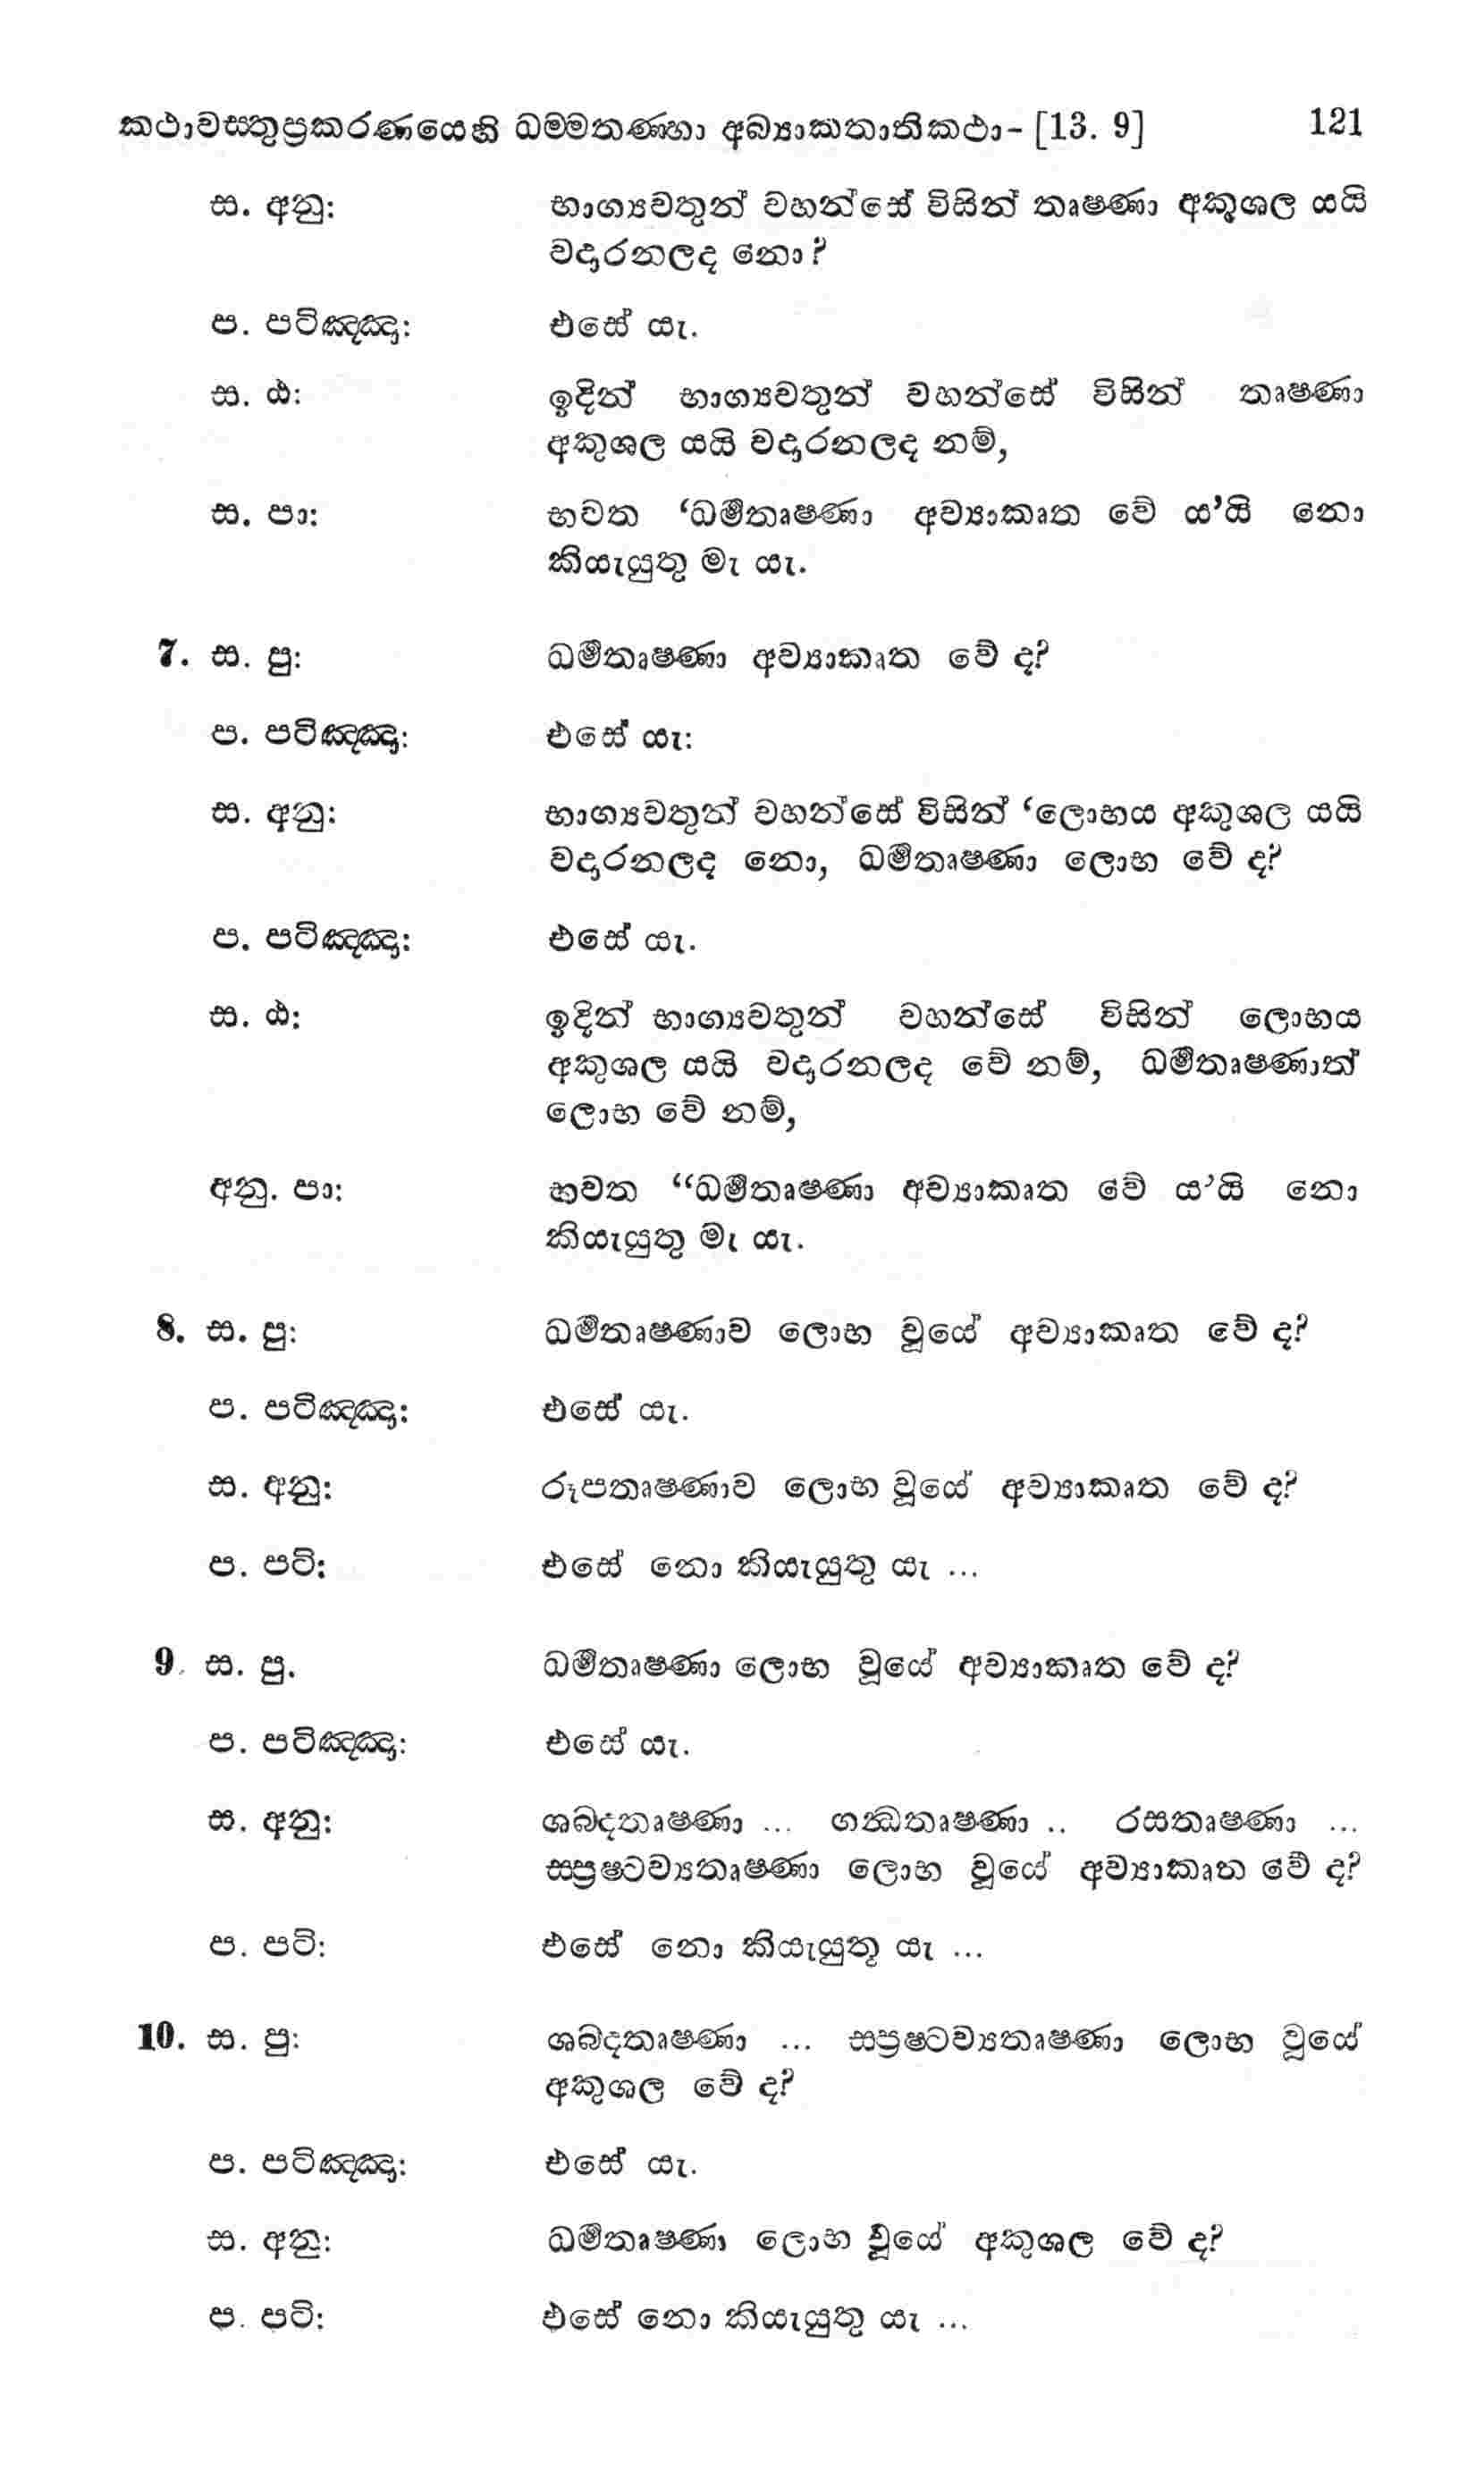 කථාවස්තුප්‍රකරණයෙහි ධම්මතණ්හා අබ්‍යාකතාතිකථා- [13. 9] 121
ස. අනු: භාග්‍යවතුන් වහන්සේ විසින් තෘෂ්ණා අකුශල යයි
වදාරනලද නො?
ප. පටිඤ්ඤා: එසේ යැ.
ස. ඨ: ඉදින් භාග්‍යවතුන් වහන්සේ විසින් තෘෂ්ණා
අකුශල යයි වදාරනලද නම්,
ස. පා: භවත ‘ධර්මතෘෂ්ණා අව්‍යාකෘත වේ ය’යි නො
කියැයුතු මැ යැ.
7. ස. පු: ධර්මතෘෂ්ණා අව්‍යාකෘත වේ ද?
ප. පටිඤ්ඤා: එසේ යැ:
ස. අනු: භාග්‍යවතුන් වහන්සේ විසින් ‘ලොභය අකුශල යයි
වදාරනලද නො, ධර්මතෘෂ්ණා ලොභ වේ ද?
ප. පටිඤ්ඤා: එසේ යැ.
ස. ඨ: ඉදින් භාග්‍යවතුන් වහන්සේ විසින් ලොභය
අකුශල යයි වදාරනලද වේ නම්, ධර්මතෘෂ්ණාත්
ලොභ වේ නම්,
අනු. පා: භවත “ධර්මතෘෂ්ණා අව්‍යාකෘත වේ ය’යි නො
කියැයුතු මැ යැ.
8. ස. පු: ධර්මතෘෂ්ණාව ලොභ වූයේ අව්‍යාකෘත වේ ද?
ප. පටිඤ්ඤා: එසේ යැ.
ස. අනු: රූපතෘෂ්ණාව ලොභ වූයේ අව්‍යාකෘත වේ ද?
ප. පටි: එසේ නො කියැයුතු යැ ...
9. ස. පු. ධර්මතෘෂ්ණා ලොභ වූයේ අව්‍යාකෘත වේ ද?
ප. පටිඤ්ඤා: එසේ යැ.
ස. අනු: ශබ්දතෘෂ්ණා ... ගන්ධතෘෂ්ණා .. රසතෘෂ්ණා ...
ස්ප්‍රෂ්ටව්‍යතෘෂ්ණා ලොභ වූයේ අව්‍යාකෘත වේ ද?
ප. පටි: එසේ නො කියැයුතු යැ ...
10. ස. පු: ශබ්දතෘෂ්ණා ... ස්ප්‍රෂ්ටව්‍යතෘෂ්ණා ලොභ වූයේ
අකුශල වේ ද?
ප. පටිඤ්ඤා: එසේ යැ.
ස. අනු: ධර්මතෘෂ්ණා ලොභ වූයේ අකුශල වේ ද?
ප. පටි: එසේ නො කියැයුතු යැ ...